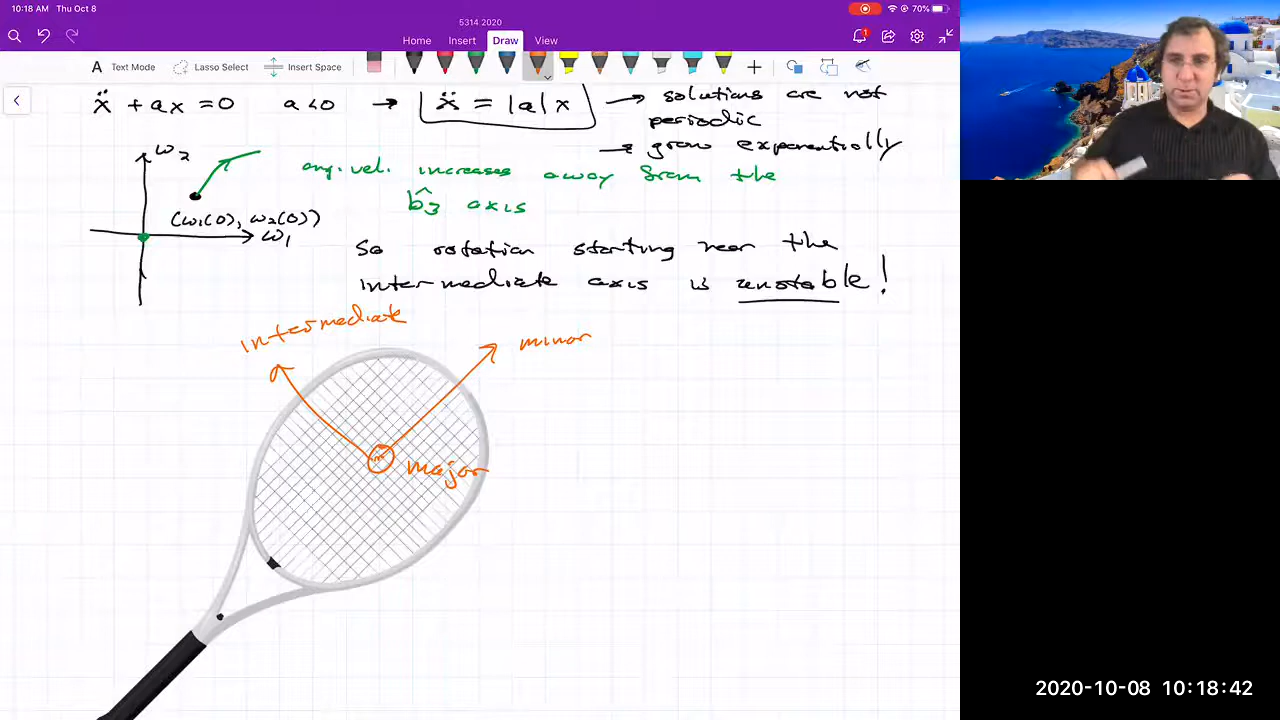 10:18 AM Thu Oct 8
70%
5314 2020
Home Insert Draw View
1
A Text Mode Lasso Select Insert Space
ẍ + ax = 0 a < 0 → ẍ = |a| x → solutions are not
periodic
→ grow exponentially
ω₂
ang. vel. increases away from the
b̂₃ axis
(ω₁(0), ω₂(0))
ω₁
So rotation starting near the
intermediate axis is unstable!
intermediate
minor
major
2020-10-08 10:18:42